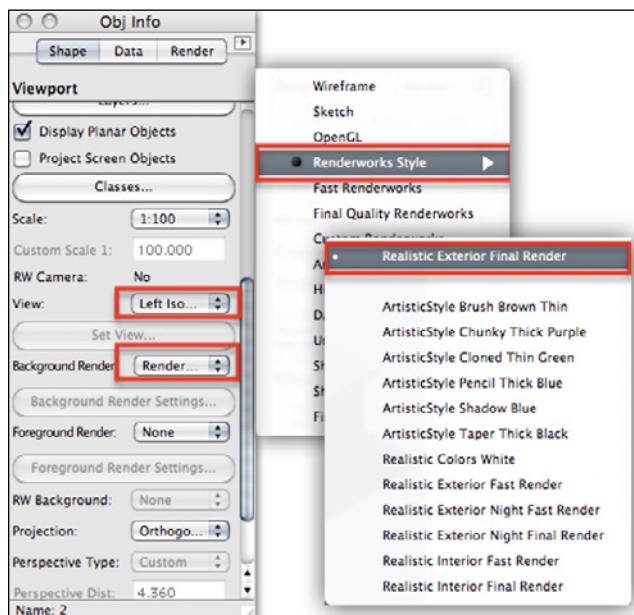 Obj Info
Shape Data Render
Viewport
Layers...
Display Planar Objects
Project Screen Objects
Classes...
Scale: 1:100
Custom Scale 1: 100.000
RW Camera: No
View: Left Iso...
Set View...
Background Render Render...
Background Render Settings...
Foreground Render: None
Foreground Render Settings...
RW Background: None
Projection: Orthogo...
Perspective Type: Custom
Perspective Dist: 4.360
Name: 2
Wireframe
Sketch
OpenGL
Renderworks Style
Fast Renderworks
Final Quality Renderworks
Custom Renderworks
Realistic Exterior Final Render
ArtisticStyle Brush Brown Thin
ArtisticStyle Chunky Thick Purple
ArtisticStyle Cloned Thin Green
ArtisticStyle Pencil Thick Blue
ArtisticStyle Shadow Blue
ArtisticStyle Taper Thick Black
Realistic Colors White
Realistic Exterior Fast Render
Realistic Exterior Night Fast Render
Realistic Exterior Night Final Render
Realistic Interior Fast Render
Realistic Interior Final Render